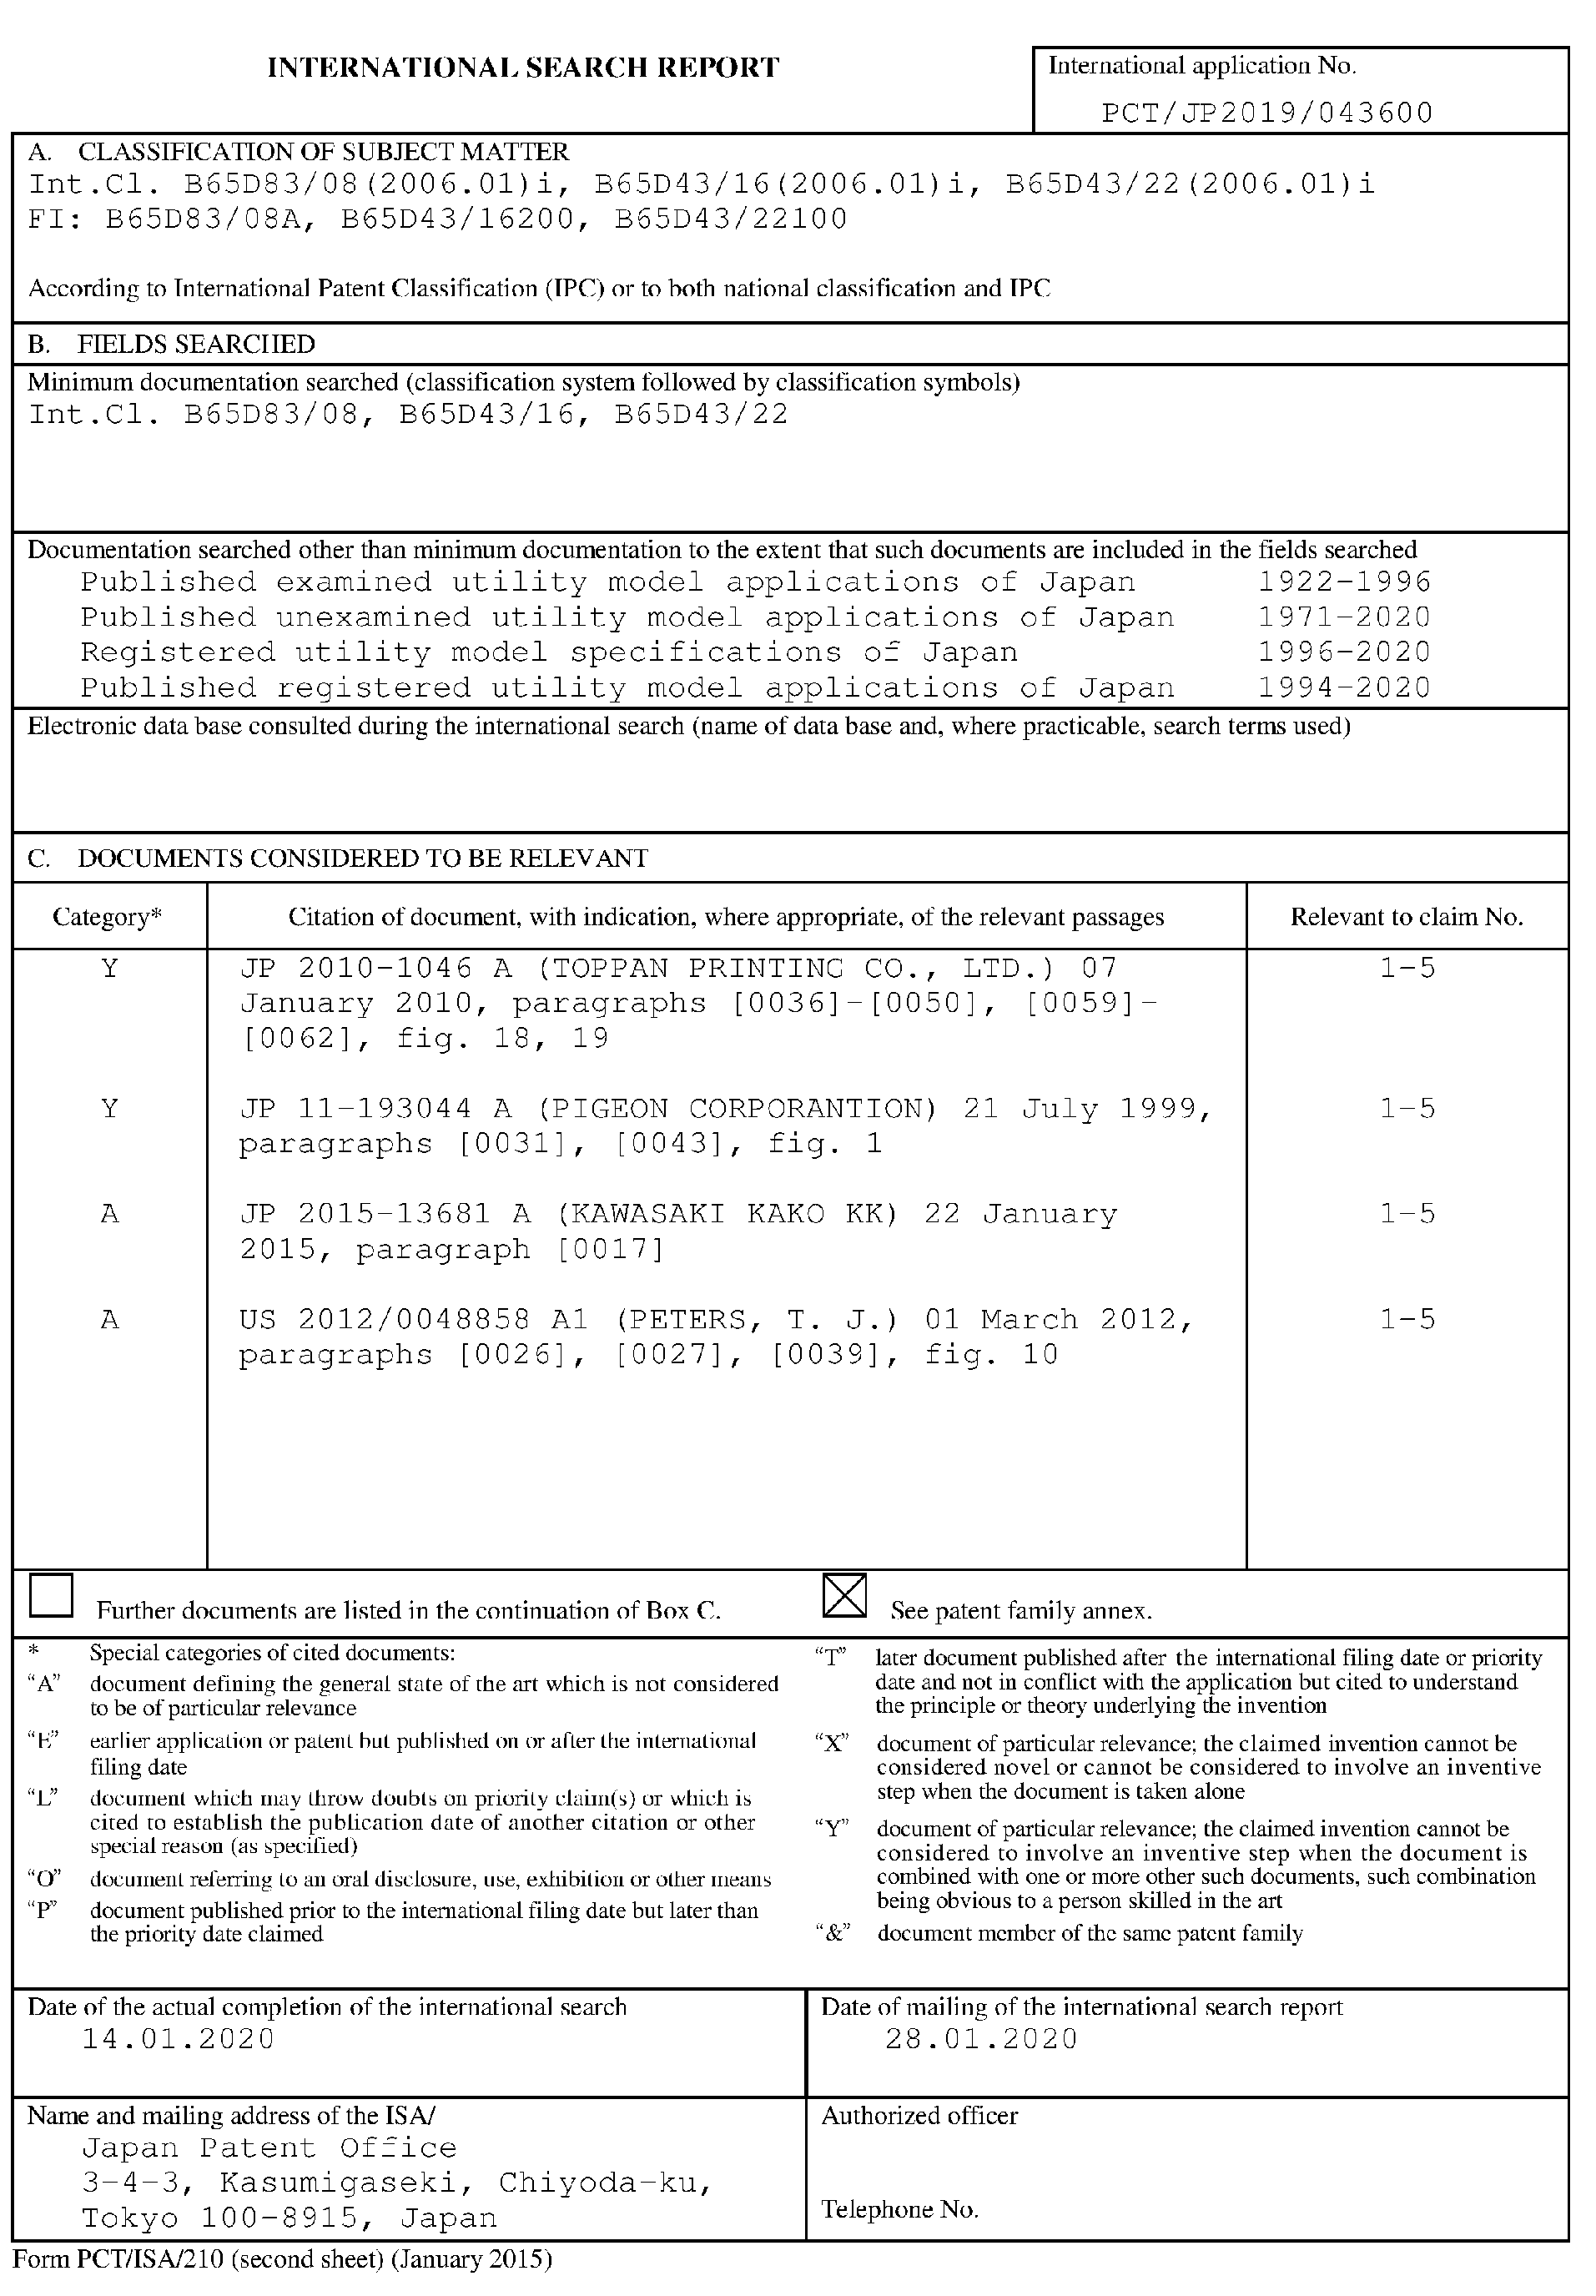 INTERNATIONAL SEARCH REPORT
International application No.
PCT/JP2019/043600
A. CLASSIFICATION OF SUBJECT MATTER
Int.Cl. B65D83/08(2006.01)i, B65D43/16(2006.01)i, B65D43/22(2006.01)i
FI: B65D83/08A, B65D43/16200, B65D43/22100
According to International Patent Classification (IPC) or to both national classification and IPC
B. FIELDS SEARCHED
Minimum documentation searched (classification system followed by classification symbols)
Int.Cl. B65D83/08, B65D43/16, B65D43/22
Documentation searched other than minimum documentation to the extent that such documents are included in the fields searched
Published examined utility model applications of Japan 1922-1996
Published unexamined utility model applications of Japan 1971-2020
Registered utility model specifications of Japan 1996-2020
Published registered utility model applications of Japan 1994-2020
Electronic data base consulted during the international search (name of data base and, where practicable, search terms used)
C. DOCUMENTS CONSIDERED TO BE RELEVANT
Category* Citation of document, with indication, where appropriate, of the relevant passages Relevant to claim No.
Y JP 2010-1046 A (TOPPAN PRINTING CO., LTD.) 07 1-5
January 2010, paragraphs [0036]-[0050], [0059]-
[0062], fig. 18, 19
Y JP 11-193044 A (PIGEON CORPORANTION) 21 July 1999, 1-5
paragraphs [0031], [0043], fig. 1
A JP 2015-13681 A (KAWASAKI KAKO KK) 22 January 1-5
2015, paragraph [0017]
A US 2012/0048858 A1 (PETERS, T. J.) 01 March 2012, 1-5
paragraphs [0026], [0027], [0039], fig. 10
Further documents are listed in the continuation of Box C.
See patent family annex.
* Special categories of cited documents:
"A" document defining the general state of the art which is not considered
to be of particular relevance
"E" earlier application or patent but published on or after the international
filing date
"L" document which may throw doubts on priority claim(s) or which is
cited to establish the publication date of another citation or other
special reason (as specified)
"O" document referring to an oral disclosure, use, exhibition or other means
"P" document published prior to the international filing date but later than
the priority date claimed
"T" later document published after the international filing date or priority
date and not in conflict with the application but cited to understand
the principle or theory underlying the invention
"X" document of particular relevance; the claimed invention cannot be
considered novel or cannot be considered to involve an inventive
step when the document is taken alone
"Y" document of particular relevance; the claimed invention cannot be
considered to involve an inventive step when the document is
combined with one or more other such documents, such combination
being obvious to a person skilled in the art
"&" document member of the same patent family
Date of the actual completion of the international search
14.01.2020
Date of mailing of the international search report
28.01.2020
Name and mailing address of the ISA/
Japan Patent Office
3-4-3, Kasumigaseki, Chiyoda-ku,
Tokyo 100-8915, Japan
Authorized officer
Telephone No.
Form PCT/ISA/210 (second sheet) (January 2015)